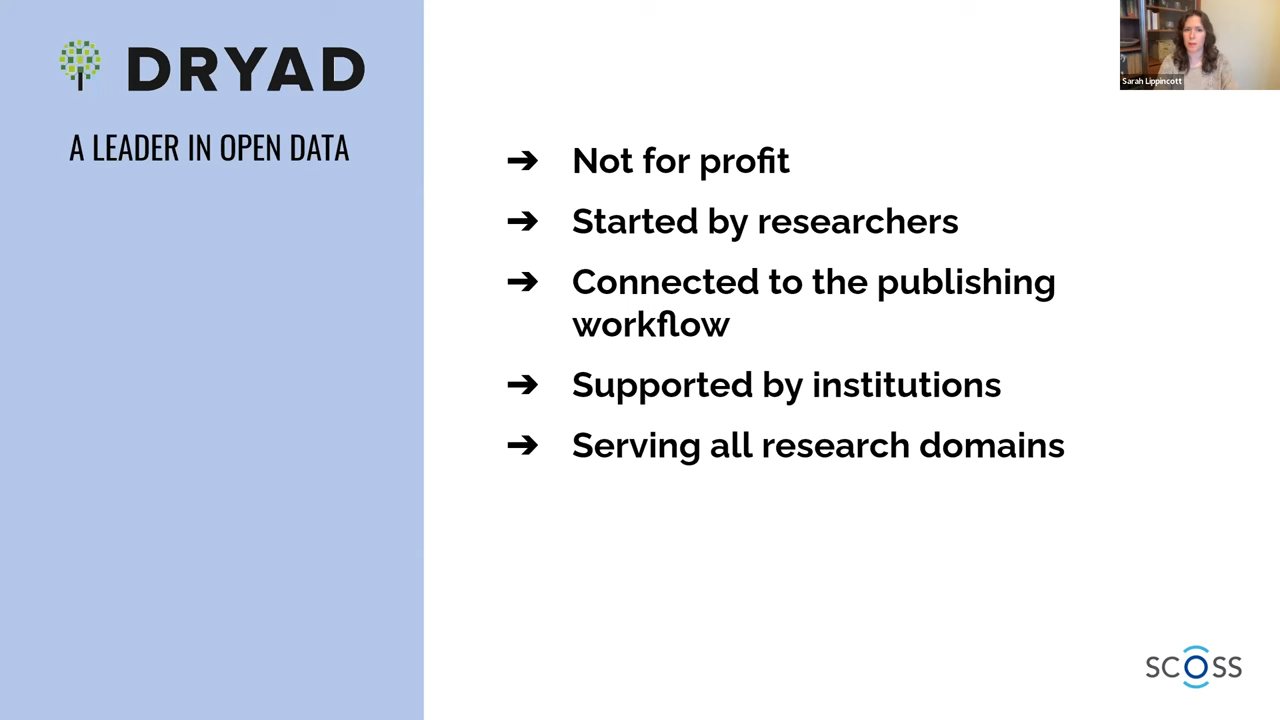 DRYAD
A LEADER IN OPEN DATA
Sarah Lippincott
➔ Not for profit
➔ Started by researchers
➔ Connected to the publishing
workflow
➔ Supported by institutions
➔ Serving all research domains
SCOSS